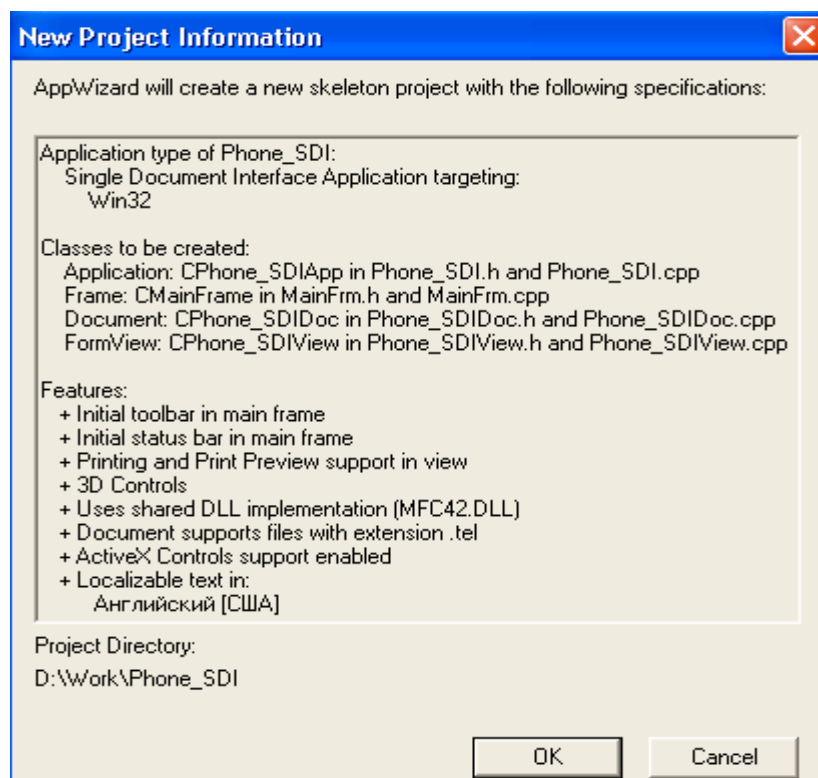 New Project Information
AppWizard will create a new skeleton project with the following specifications:
Application type of Phone_SDI:
Single Document Interface Application targeting:
Win32
Classes to be created:
Application: CPhone_SDIApp in Phone_SDI.h and Phone_SDI.cpp
Frame: CMainFrame in MainFrm.h and MainFrm.cpp
Document: CPhone_SDIDoc in Phone_SDIDoc.h and Phone_SDIDoc.cpp
FormView: CPhone_SDIView in Phone_SDIView.h and Phone_SDIView.cpp
Features:
+ Initial toolbar in main frame
+ Initial status bar in main frame
+ Printing and Print Preview support in view
+ 3D Controls
+ Uses shared DLL implementation (MFC42.DLL)
+ Document supports files with extension .tel
+ ActiveX Controls support enabled
+ Localizable text in:
Английский [США]
Project Directory:
D:\Work\Phone_SDI
OK
Cancel